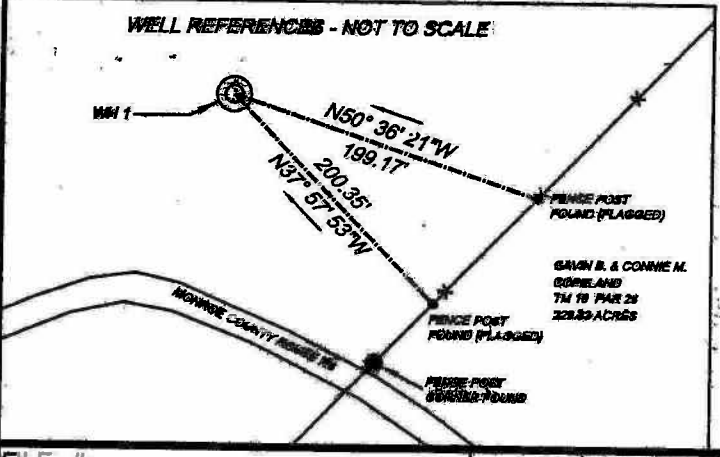 WELL REFERENCES - NOT TO SCALE
WH 1
N50° 36' 21"W
199.17'
200.35'
N37° 57' 53"W
FENCE POST
FOUND (FLAGGED)
GAVIN B. & CONNIE M.
COPELAND
TM 18 PAR 28
ACRES
MONROE COUNTY ROUTE
FENCE POST
FOUND (FLAGGED)
FENCE POST
CORNER FOUND